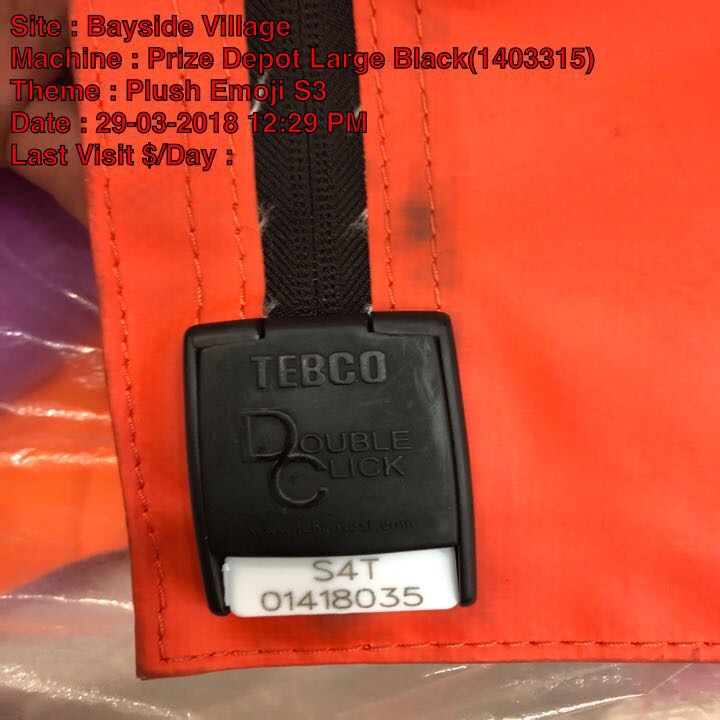 Site : Bayside Village
Machine : Prize Depot Large Black(1403315)
Theme : Plush Emoji S3
Date : 29-03-2018 12:29 PM
Last Visit $/Day :
TEBCO
DOUBLE
CLICK
S4T
01418035